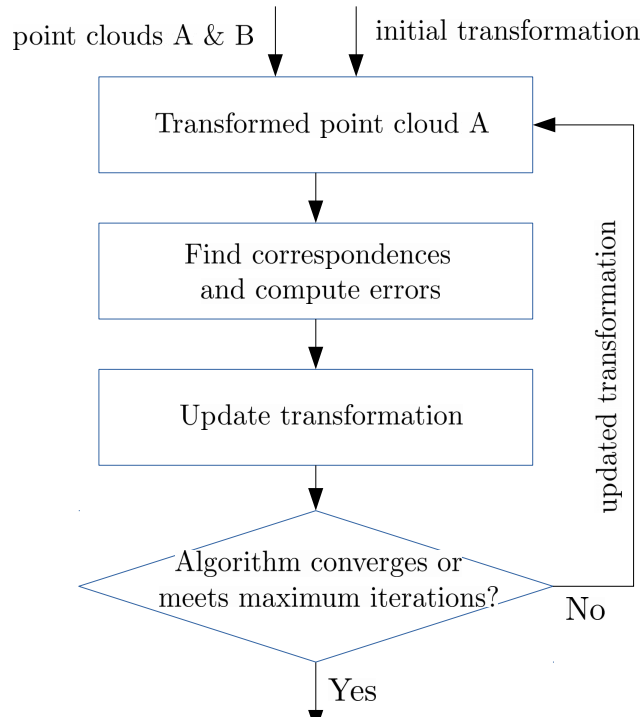 point clouds A & B
initial transformation
Transformed point cloud A
Find correspondences
and compute errors
Update transformation
updated transformation
Algorithm converges or
meets maximum iterations?
No
Yes